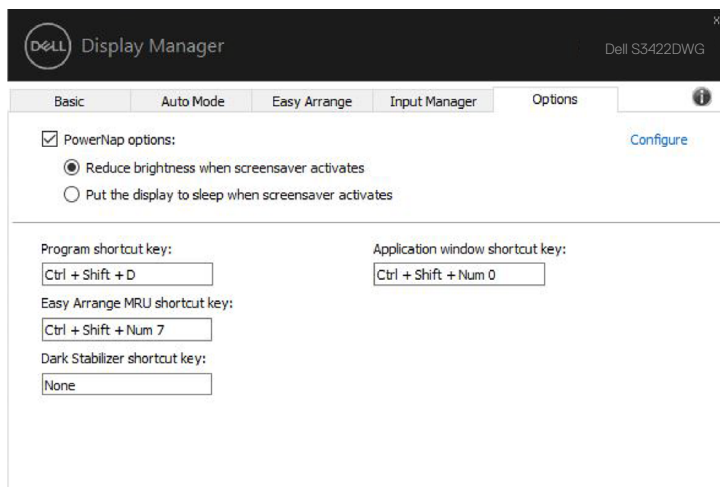 x
DELL Display Manager
Dell S3422DWG
Basic Auto Mode Easy Arrange Input Manager Options i
PowerNap options: Configure
Reduce brightness when screensaver activates
Put the display to sleep when screensaver activates
Program shortcut key: Application window shortcut key:
Ctrl + Shift + D Ctrl + Shift + Num 0
Easy Arrange MRU shortcut key:
Ctrl + Shift + Num 7
Dark Stabilizer shortcut key:
None